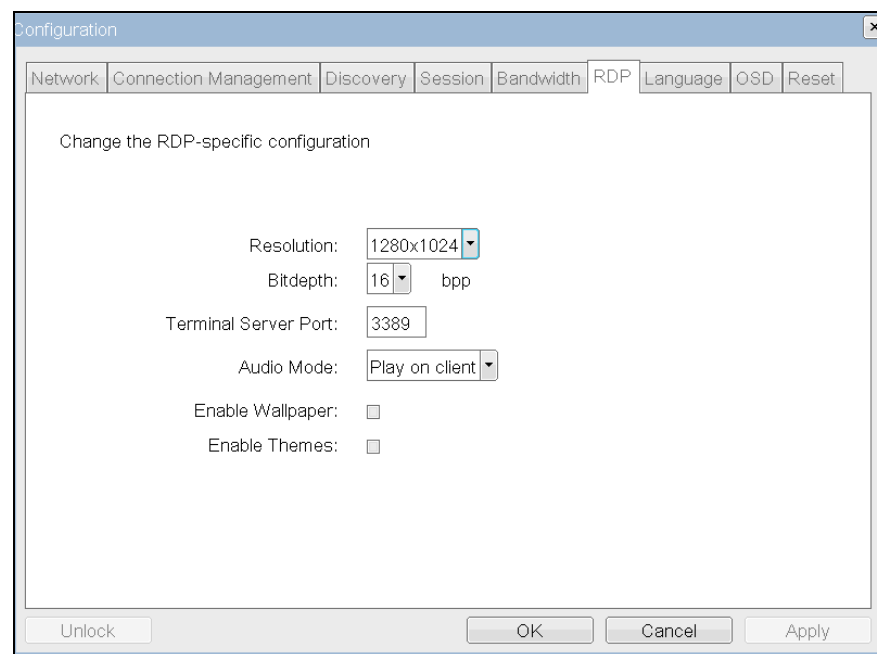 Configuration
Network Connection Management Discovery Session Bandwidth RDP Language OSD Reset
Change the RDP-specific configuration
Resolution: 1280x1024
Bitdepth: 16 bpp
Terminal Server Port: 3389
Audio Mode: Play on client
Enable Wallpaper:
Enable Themes:
Unlock OK Cancel Apply